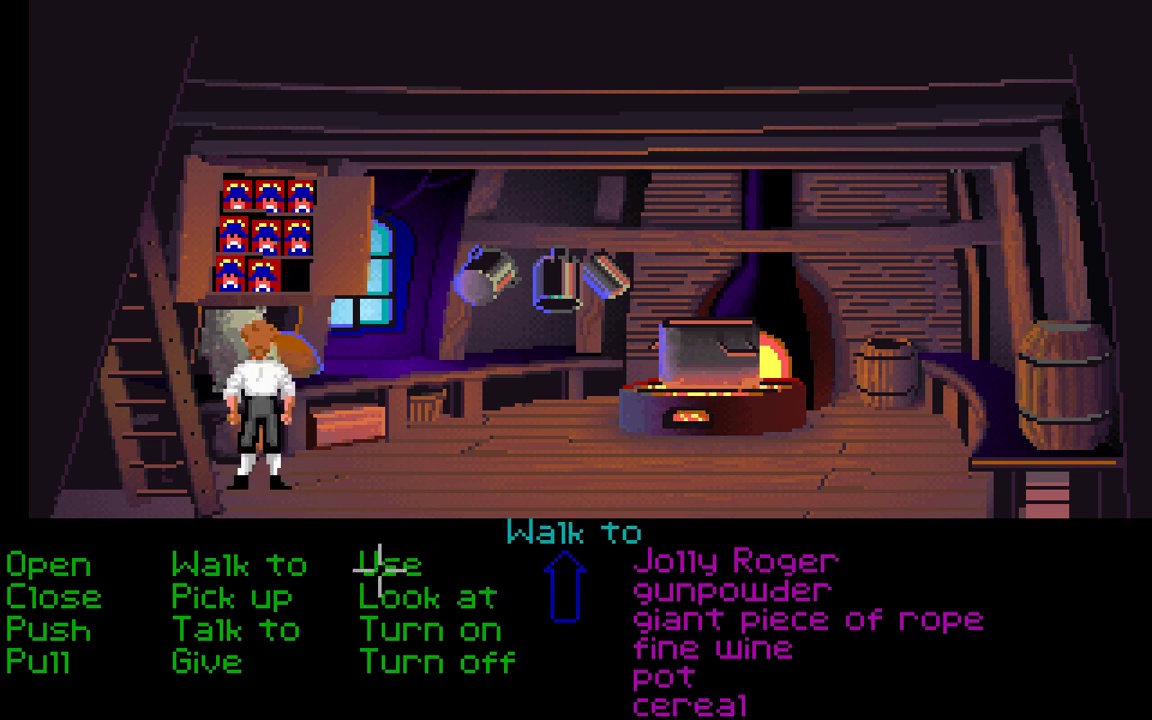 Walk to
Open Walk to Use Jolly Roger
Close Pick up Look at gunpowder
Push Talk to Turn on giant piece of rope
Pull Give Turn off fine wine
pot
cereal